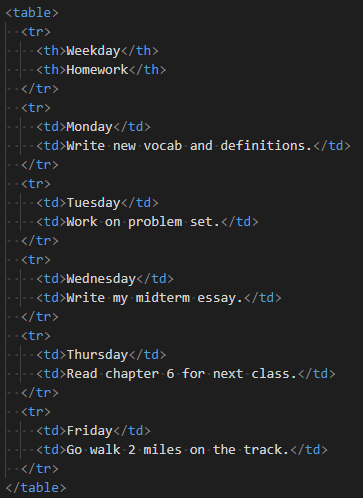 <table>
  <tr>
    <th>Weekday</th>
    <th>Homework</th>
  </tr>
  <tr>
    <td>Monday</td>
    <td>Write new vocab and definitions.</td>
  </tr>
  <tr>
    <td>Tuesday</td>
    <td>Work on problem set.</td>
  </tr>
  <tr>
    <td>Wednesday</td>
    <td>Write my midterm essay.</td>
  </tr>
  <tr>
    <td>Thursday</td>
    <td>Read chapter 6 for next class.</td>
  </tr>
  <tr>
    <td>Friday</td>
    <td>Go walk 2 miles on the track.</td>
  </tr>
</table>